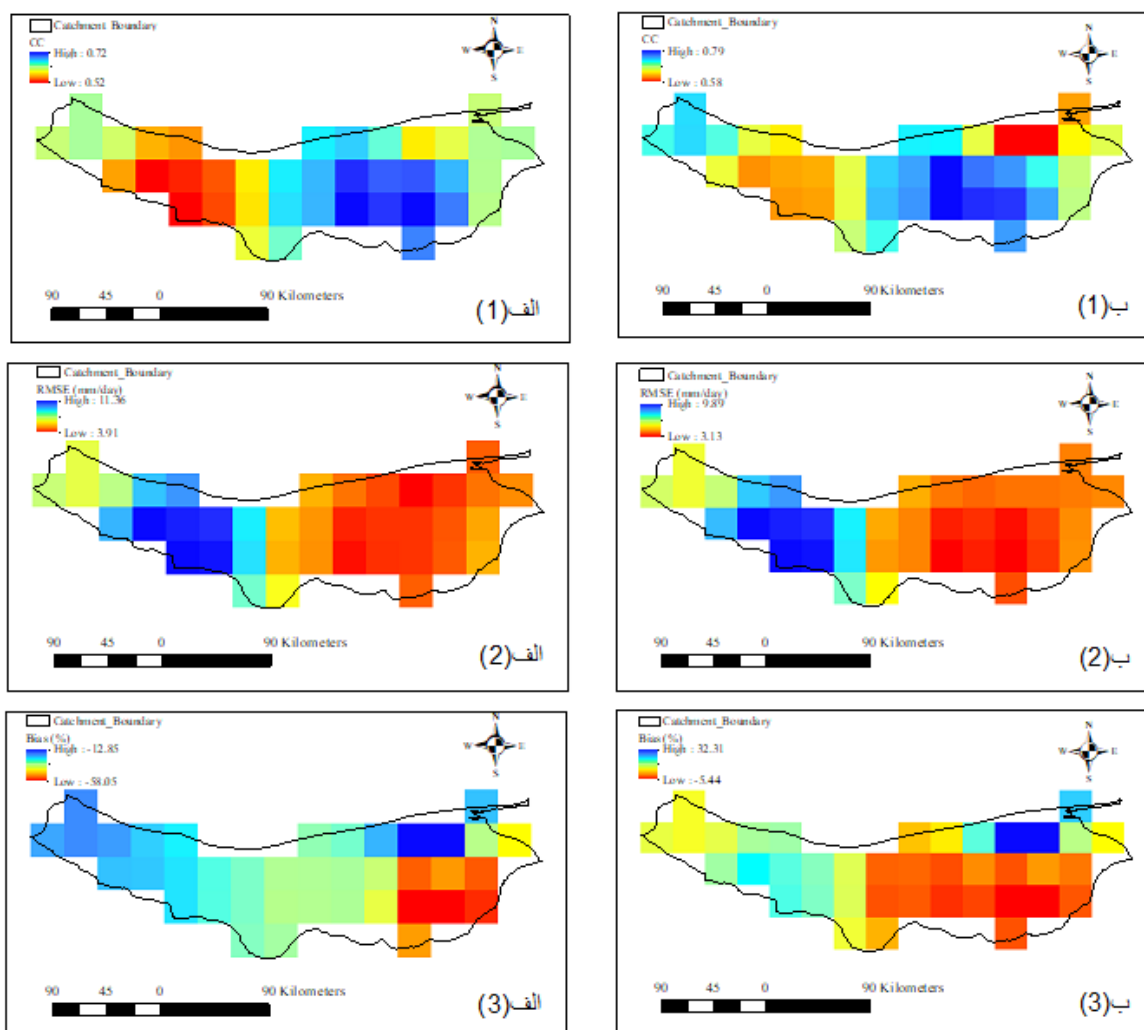 Catchment_Boundary
CC
High : 0.72
Low : 0.52
N
W
E
S
90 45 0 90 Kilometers
الف(1)
Catchment_Boundary
CC
High : 0.79
Low : 0.58
N
W
E
S
90 45 0 90 Kilometers
ب(1)
Catchment_Boundary
RMSE (mm/day)
High : 11.36
Low : 3.91
N
W
E
S
90 45 0 90 Kilometers
الف(2)
Catchment_Boundary
RMSE (mm/day)
High : 9.89
Low : 3.13
N
W
E
S
90 45 0 90 Kilometers
ب(2)
Catchment_Boundary
Bias (%)
High : -12.85
Low : -58.05
N
W
E
S
90 45 0 90 Kilometers
الف(3)
Catchment_Boundary
Bias (%)
High : 32.31
Low : -5.44
N
W
E
S
90 45 0 90 Kilometers
ب(3)